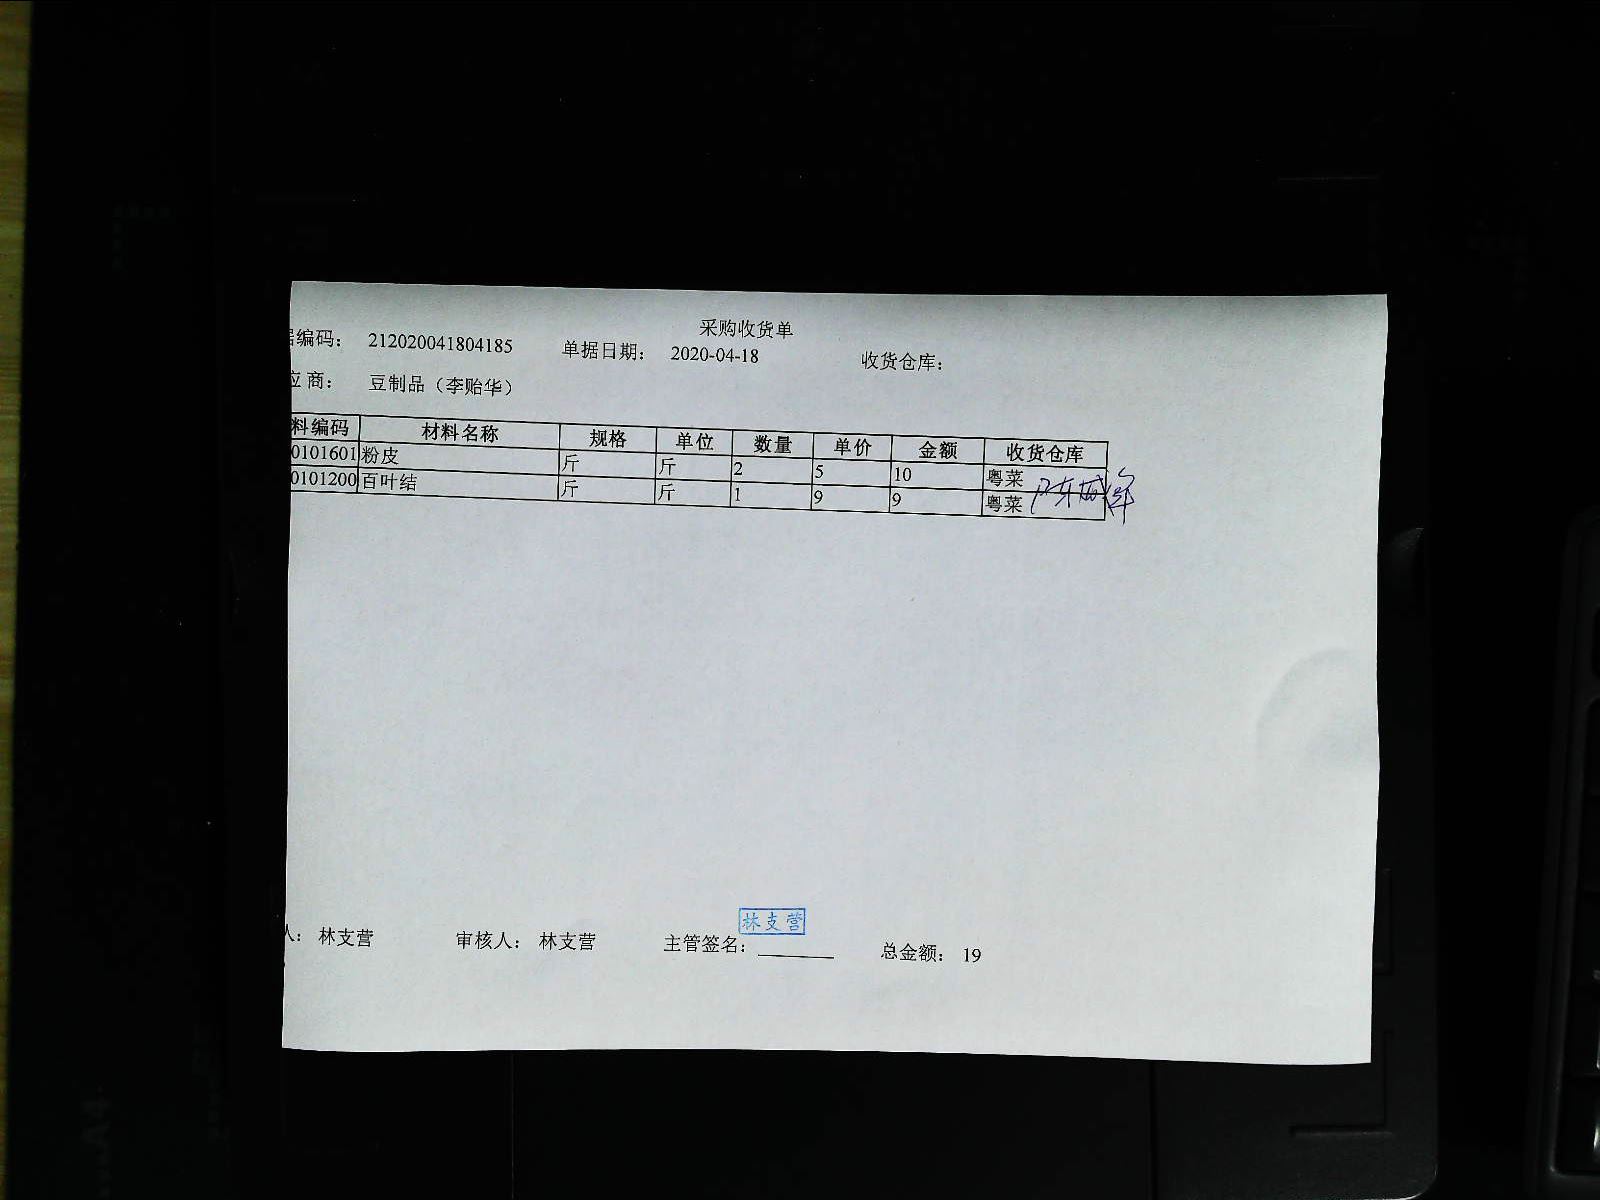 采购收货单
编码： 212020041804185 单据日期： 2020-04-18 收货仓库：
应商： 豆制品（李贻华）
料编码 材料名称 规格 单位 数量 单价 金额 收货仓库
0101601 粉皮 斤 斤 2 5 10 粤菜
0101200 百叶结 斤 斤 1 9 9 粤菜
林支营
人： 林支营 审核人： 林支营 主管签名： 总金额： 19